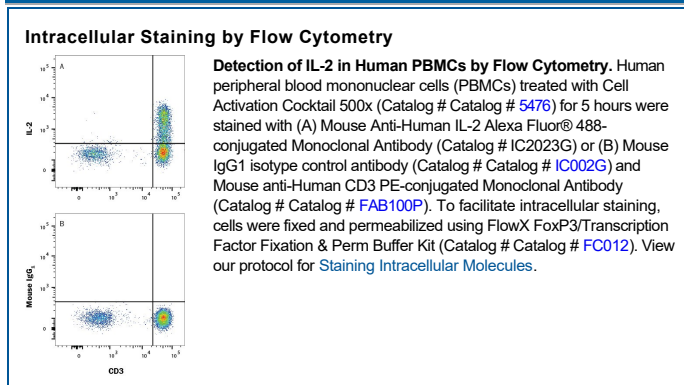 Intracellular Staining by Flow Cytometry
Detection of IL-2 in Human PBMCs by Flow Cytometry. Human
peripheral blood mononuclear cells (PBMCs) treated with Cell
Activation Cocktail 500x (Catalog # Catalog # 5476) for 5 hours were
stained with (A) Mouse Anti-Human IL-2 Alexa Fluor® 488-
conjugated Monoclonal Antibody (Catalog # IC2023G) or (B) Mouse
IgG1 isotype control antibody (Catalog # Catalog # IC002G) and
Mouse anti-Human CD3 PE-conjugated Monoclonal Antibody
(Catalog # Catalog # FAB100P). To facilitate intracellular staining,
cells were fixed and permeabilized using FlowX FoxP3/Transcription
Factor Fixation & Perm Buffer Kit (Catalog # Catalog # FC012). View
our protocol for Staining Intracellular Molecules.
A
10⁵
10⁴
10³
0
IL-2
B
10⁵
10⁴
10³
0
Mouse IgG₁
0 10³ 10⁴ 10⁵
CD3